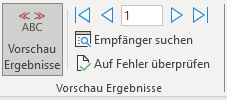 ABC
Vorschau
Ergebnisse
1
Empfänger suchen
Auf Fehler überprüfen
Vorschau Ergebnisse